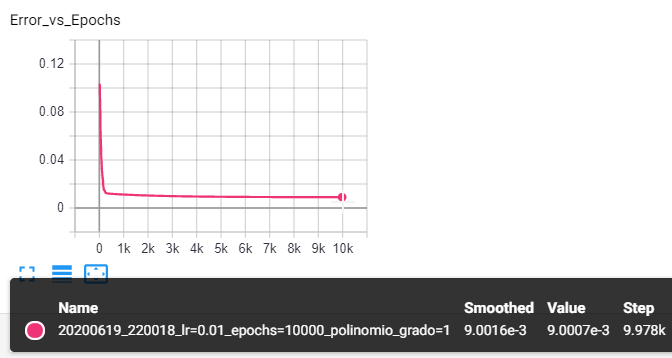 Error_vs_Epochs
0.12
0.08
0.04
0
0 1k 2k 3k 4k 5k 6k 7k 8k 9k 10k
Name Smoothed Value Step
20200619_220018_lr=0.01_epochs=10000_polinomio_grado=1 9.0016e-3 9.0007e-3 9.978k